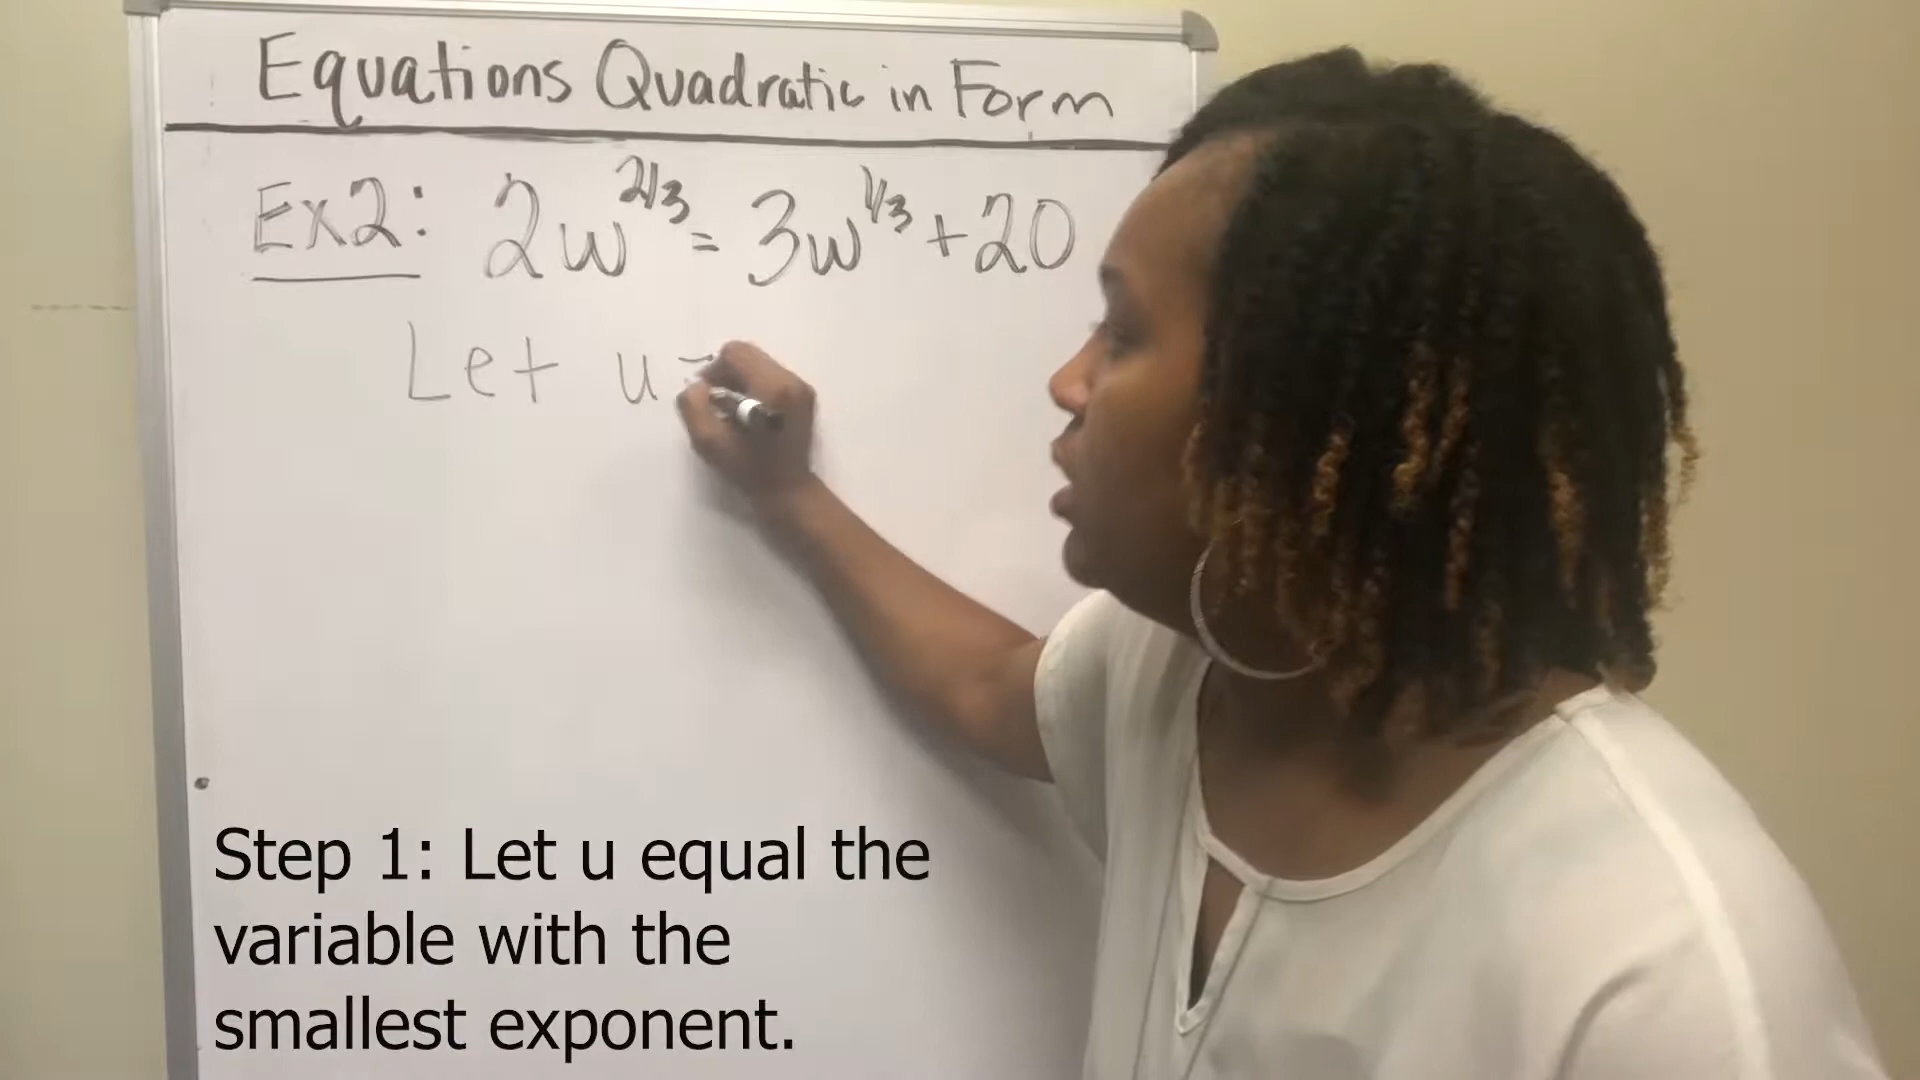 Equations Quadratic in Form
Ex2: 2w^2/3 = 3w^1/3 + 20
Let u =
Step 1: Let u equal the
variable with the
smallest exponent.